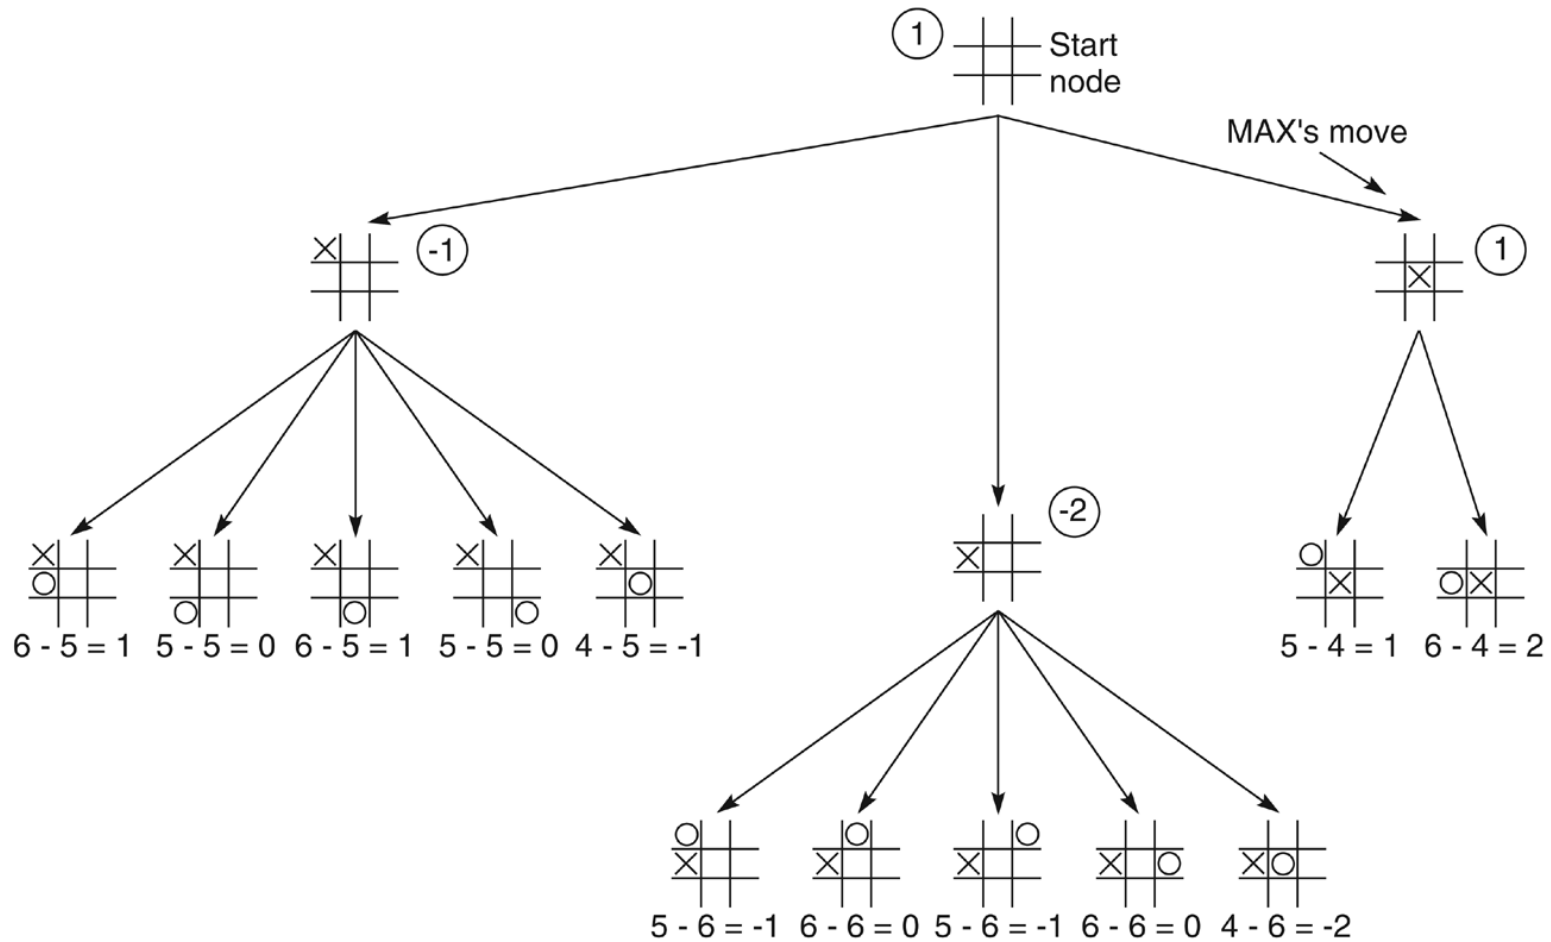 1
Start
node
MAX's move
-1
1
-2
6 - 5 = 1
5 - 5 = 0
6 - 5 = 1
5 - 5 = 0
4 - 5 = -1
5 - 4 = 1
6 - 4 = 2
5 - 6 = -1
6 - 6 = 0
5 - 6 = -1
6 - 6 = 0
4 - 6 = -2